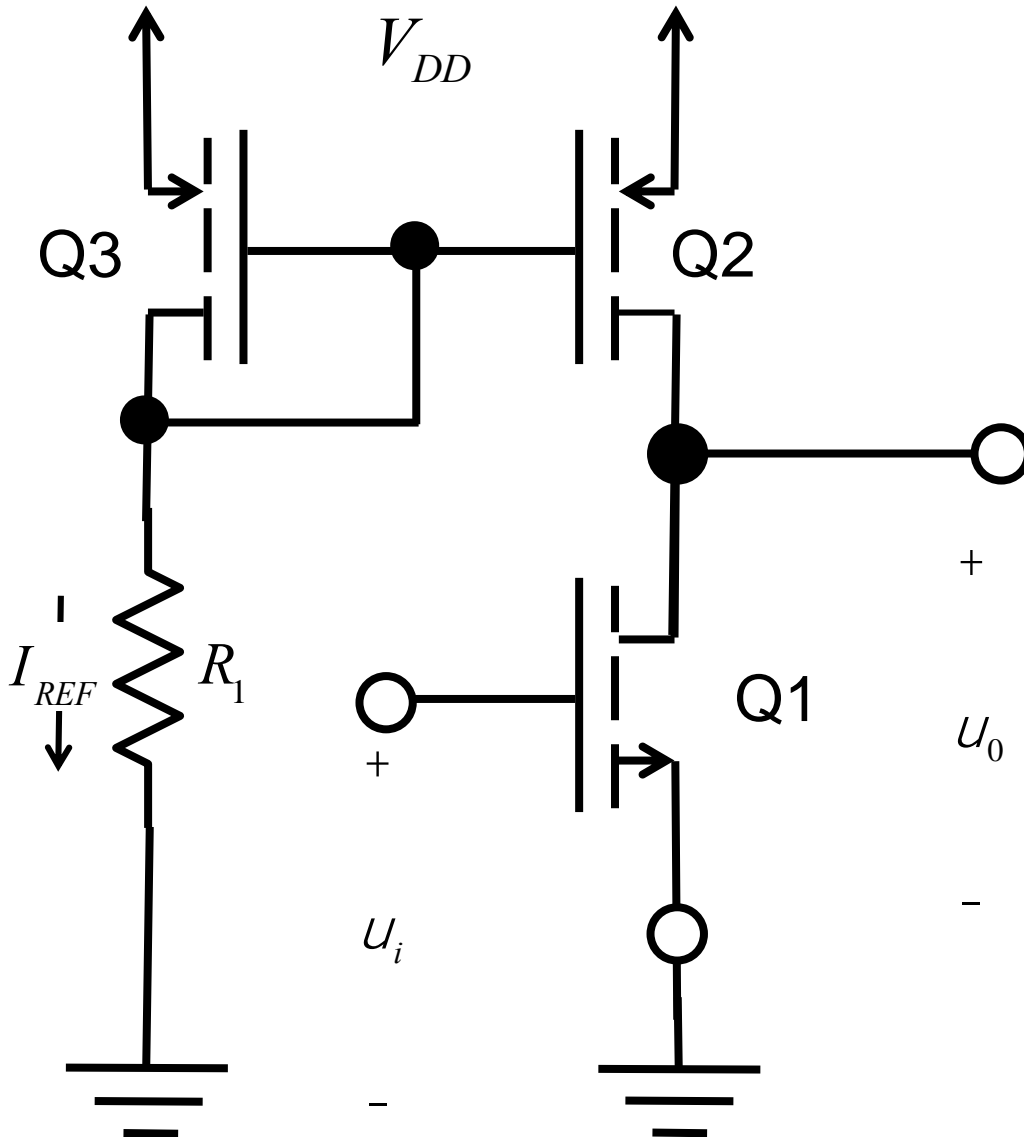 V_DD
Q3
Q2
+
I_REF
R_1
Q1
+
u_0
−
u_i
−